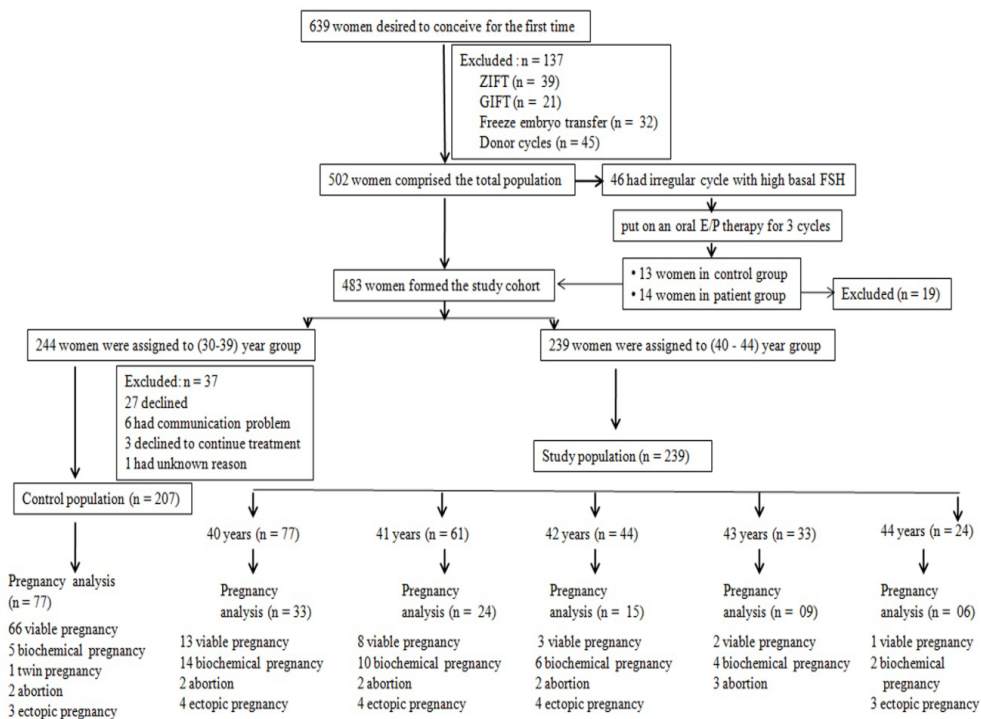 639 women desired to conceive for the first time
Excluded : n = 137
ZIFT (n = 39)
GIFT (n = 21)
Freeze embryo transfer (n = 32)
Donor cycles (n = 45)
502 women comprised the total population
46 had irregular cycle with high basal FSH
put on an oral E/P therapy for 3 cycles
• 13 women in control group
• 14 women in patient group
Excluded (n = 19)
483 women formed the study cohort
244 women were assigned to (30-39) year group
239 women were assigned to (40 - 44) year group
Excluded: n = 37
27 declined
6 had communication problem
3 declined to continue treatment
1 had unknown reason
Study population (n = 239)
Control population (n = 207)
40 years (n = 77)
41 years (n = 61)
42 years (n = 44)
43 years (n = 33)
44 years (n = 24)
Pregnancy analysis
(n = 77)
66 viable pregnancy
5 biochemical pregnancy
1 twin pregnancy
2 abortion
3 ectopic pregnancy
Pregnancy
analysis (n = 33)
13 viable pregnancy
14 biochemical pregnancy
2 abortion
4 ectopic pregnancy
Pregnancy
analysis (n = 24)
8 viable pregnancy
10 biochemical pregnancy
2 abortion
4 ectopic pregnancy
Pregnancy
analysis (n = 15)
3 viable pregnancy
6 biochemical pregnancy
2 abortion
4 ectopic pregnancy
Pregnancy
analysis (n = 09)
2 viable pregnancy
4 biochemical pregnancy
3 abortion
Pregnancy
analysis (n = 06)
1 viable pregnancy
2 biochemical
pregnancy
3 ectopic pregnancy